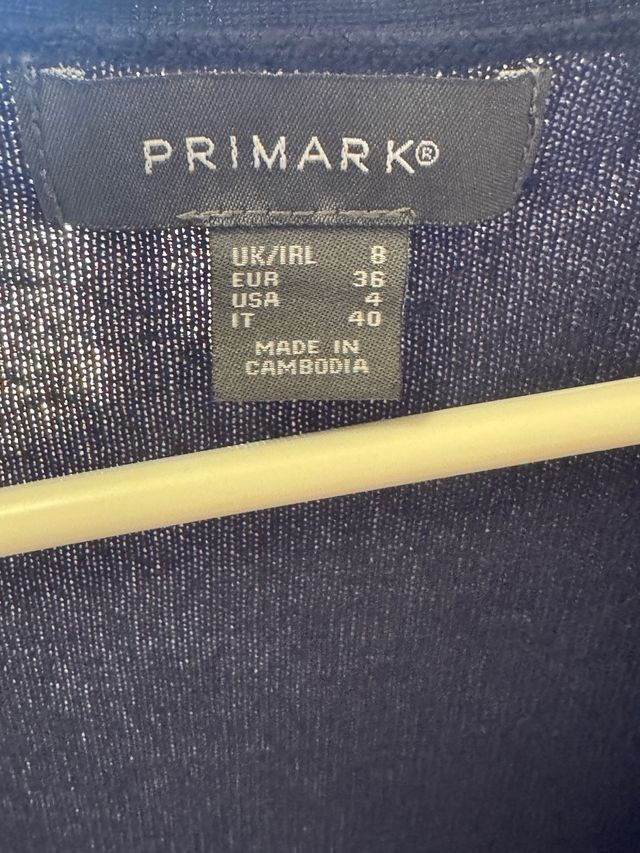 PRIMARK®
UK/IRL 8
EUR 36
USA 4
IT 40
MADE IN
CAMBODIA